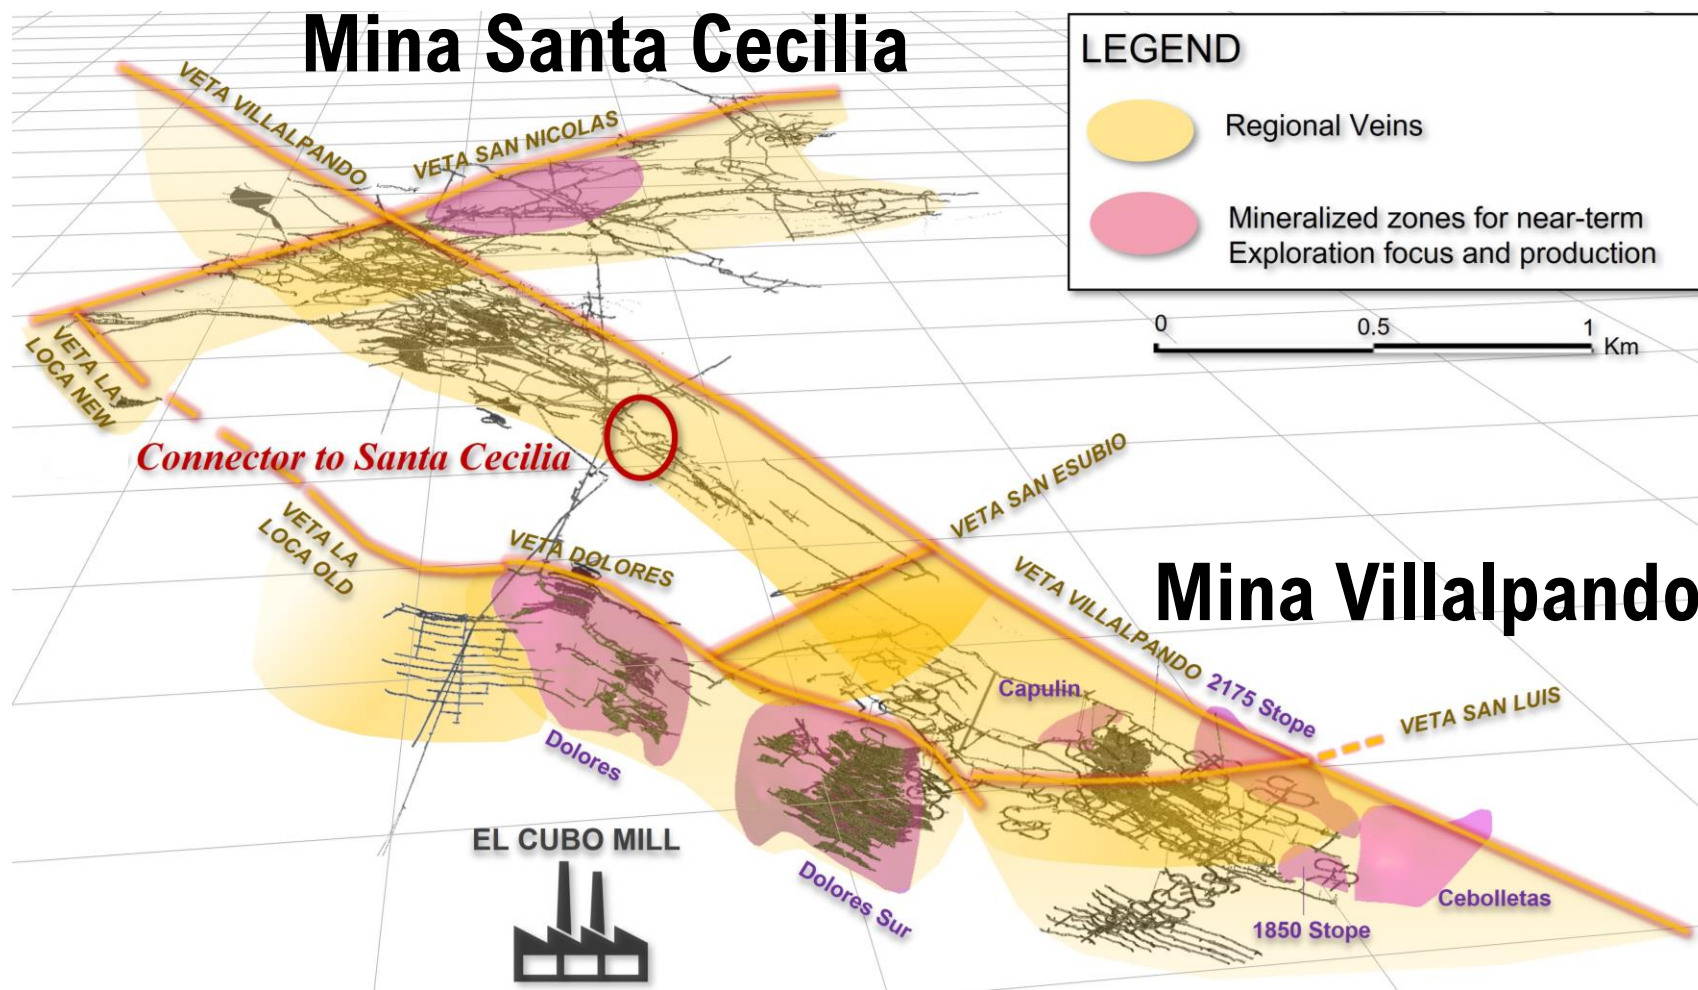 Mina Santa Cecilia
LEGEND
Regional Veins
Mineralized zones for near-term
Exploration focus and production
0 0.5 1
Km
VETA VILLALPANDO
VETA SAN NICOLAS
VETA LA
LOCA NEW
Connector to Santa Cecilia
VETA LA
LOCA OLD
VETA DOLORES
VETA SAN ESUBIO
Mina Villalpando
VETA VILLALPANDO
2175 Stope
VETA SAN LUIS
Capulin
Dolores
Dolores Sur
EL CUBO MILL
Cebolletas
1850 Stope